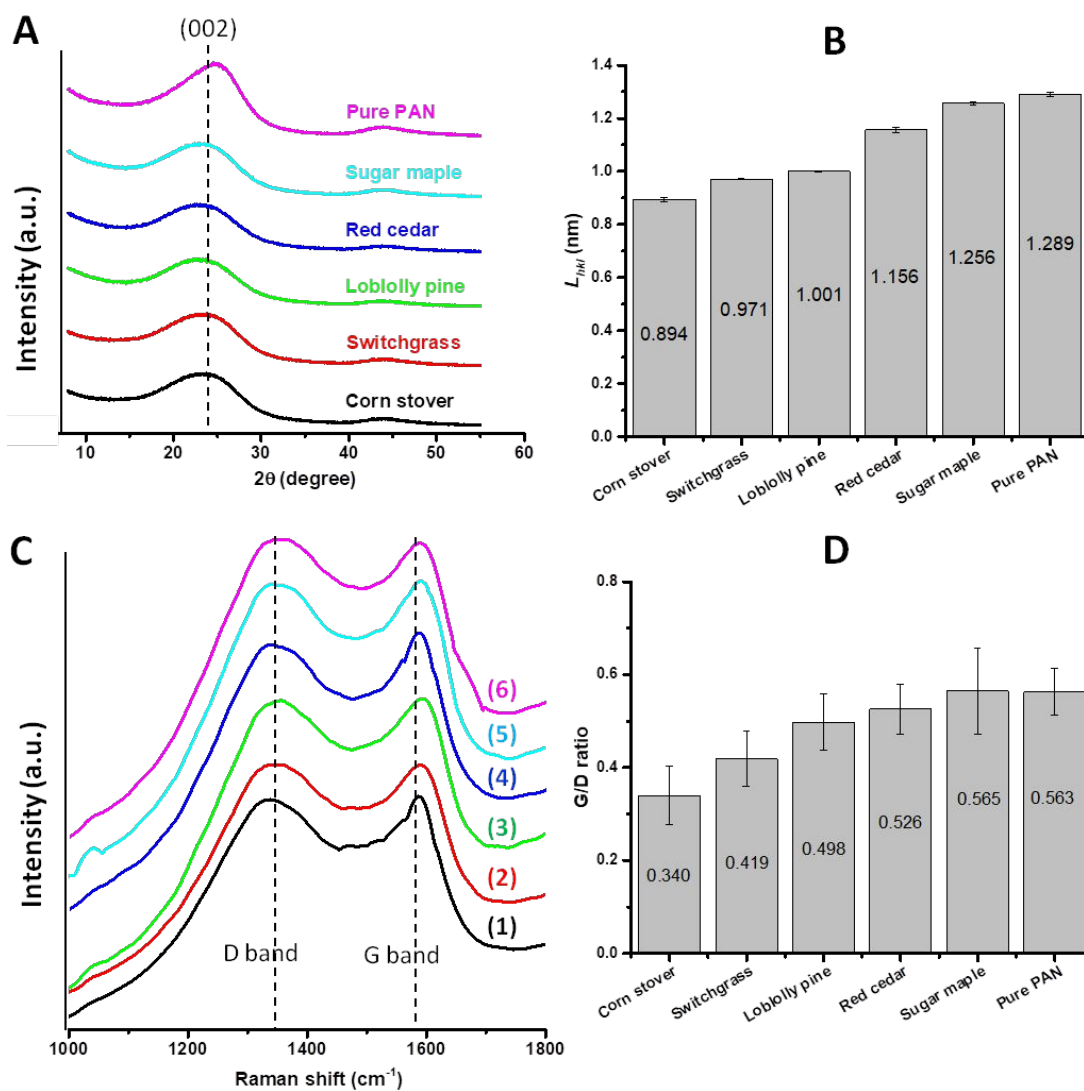 A
(002)
Pure PAN
Sugar maple
Red cedar
Loblolly pine
Switchgrass
Corn stover
Intensity (a.u.)
10 20 30 40 50 60
2θ (degree)
B
L_hkl (nm)
1.4
1.2
1.0
0.8
0.6
0.4
0.2
0.0
0.894
0.971
1.001
1.156
1.256
1.289
Corn stover
Switchgrass
Loblolly pine
Red cedar
Sugar maple
Pure PAN
C
Intensity (a.u.)
(6)
(5)
(4)
(3)
(2)
(1)
D band
G band
1000 1200 1400 1600 1800
Raman shift (cm⁻¹)
D
G/D ratio
0.8
0.6
0.4
0.2
0.0
0.340
0.419
0.498
0.526
0.565
0.563
Corn stover
Switchgrass
Loblolly pine
Red cedar
Sugar maple
Pure PAN